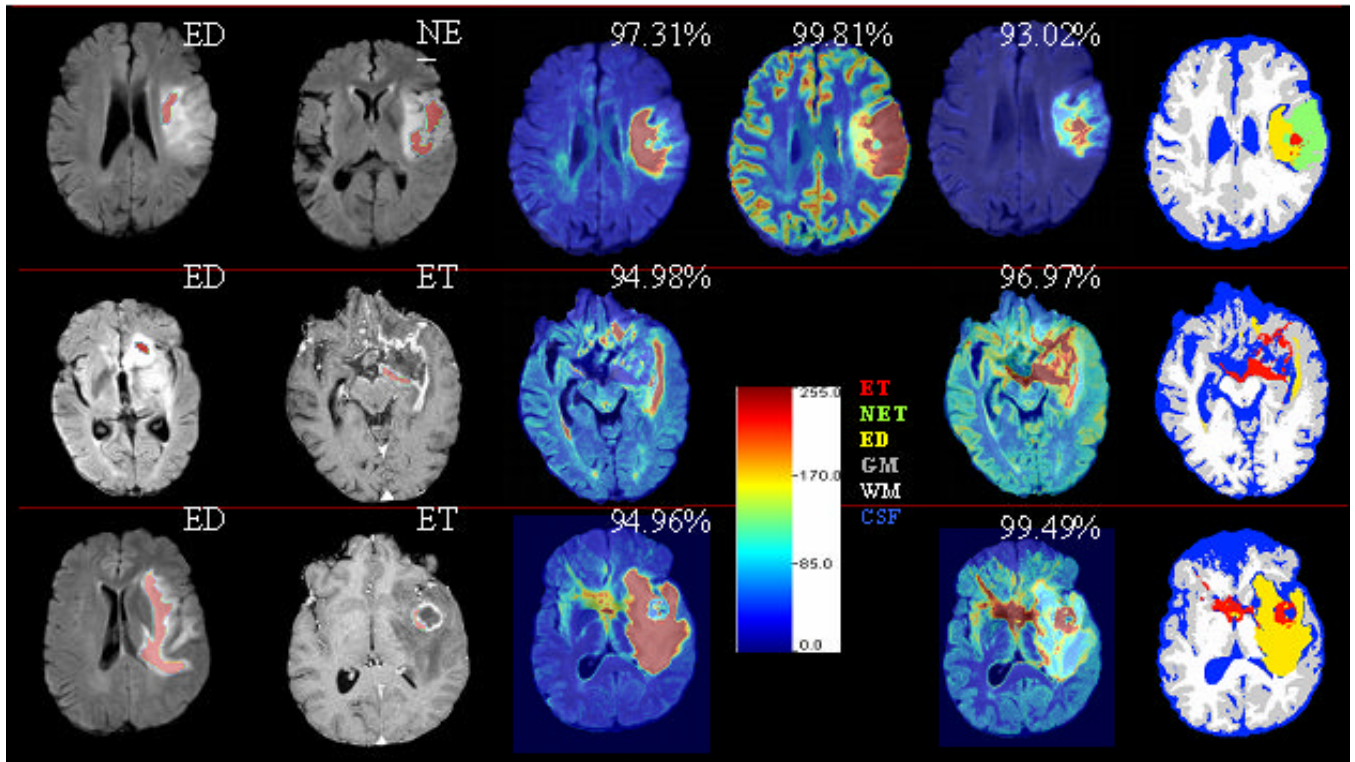 ED NE 97.31% 99.81% 93.02%
ED ET 94.98% 96.97%
255.0 ET
NET
ED
170.0 GM
WM
CSF
85.0
0.0
ED ET 94.96% 99.49%